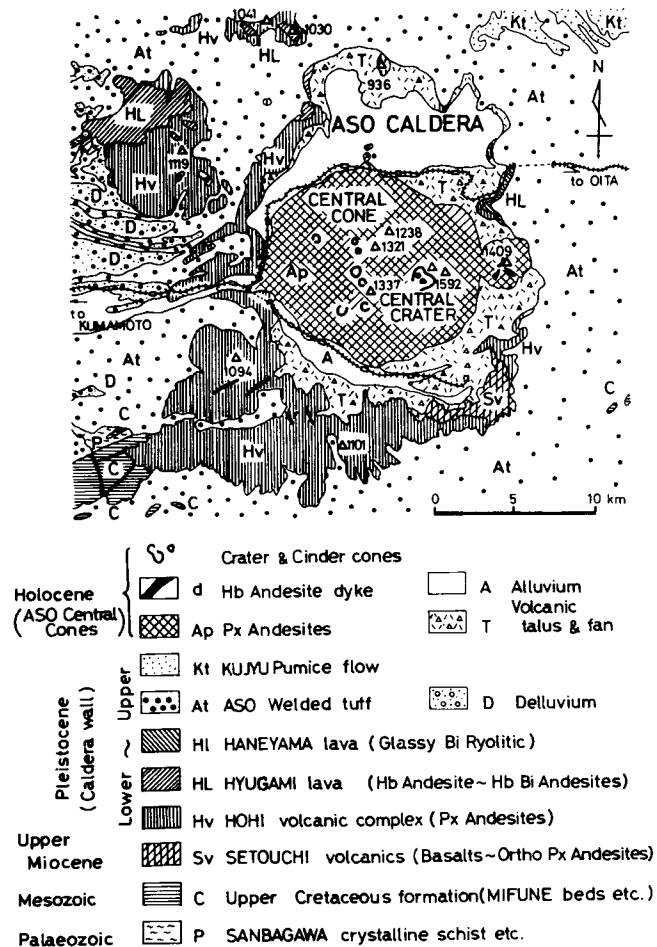 1041
Hv
1030
Kt
Kt
At
HL
T
936
N
At
HL
ASO CALDERA
1119
Hv
Hv
T
to OITA
HL
D
D
CENTRAL
CONE
1238
1321
1409
D
Ap
At
1337
1592
CENTRAL
CRATER
to
KUMAMOTO
T
At
A
Hv
1094
D
Sv
C
T
C
P
C
Hv
1101
At
C
C
0 5 10 km
Crater & Cinder cones
Holocene
(ASO Central
Cones)
d Hb Andesite dyke
A Alluvium
Ap Px Andesites
T Volcanic
talus & fan
Kt KUJYU Pumice flow
Pleistocene
(Caldera wall)
Lower ~ Upper
At ASO Welded tuff
D Delluvium
Hl HANEYAMA lava (Glassy Bi Ryolitic)
HL HYUGAMI lava (Hb Andesite~Hb Bi Andesites)
Hv HOHI volcanic complex (Px Andesites)
Upper
Miocene
Sv SETOUCHI volcanics (Basalts~Ortho Px Andesites)
Mesozoic
C Upper Cretaceous formation(MIFUNE beds etc.)
Palaeozoic
P SANBAGAWA crystalline schist etc.